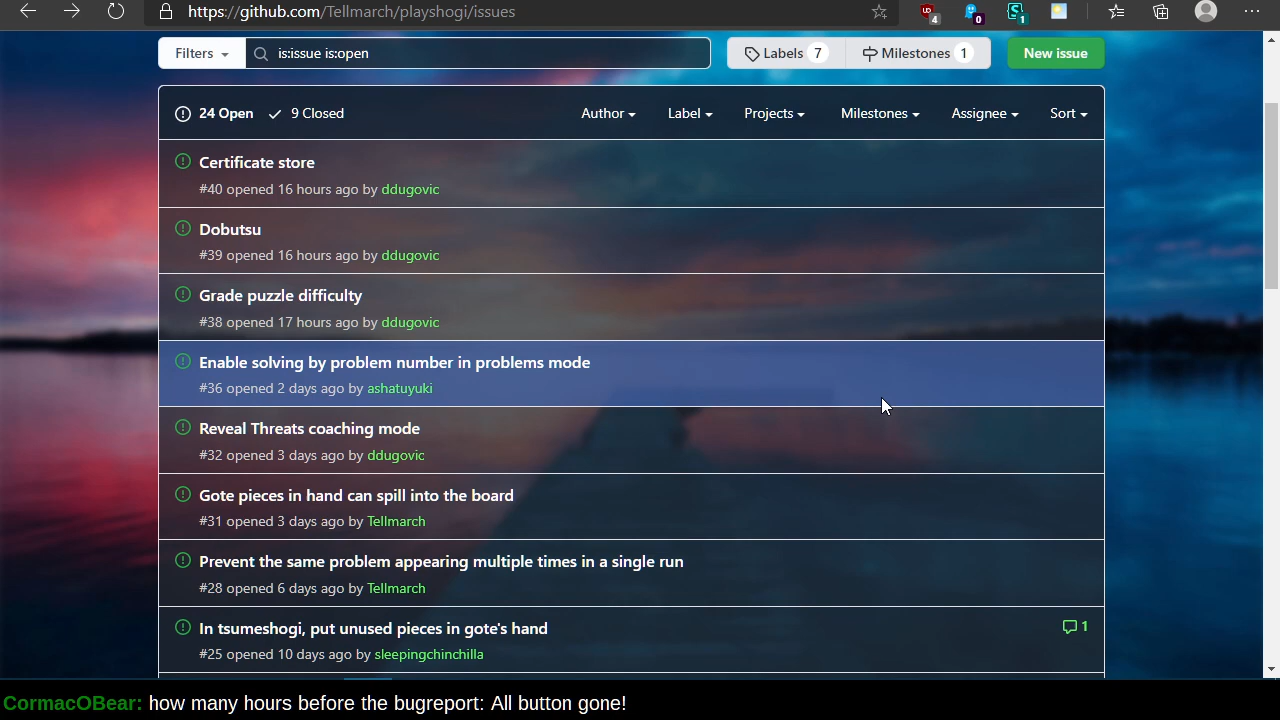 https://github.com/Tellmarch/playshogi/issues
4
0
1
Filters
is:issue is:open
Labels 7
Milestones 1
New issue
24 Open
9 Closed
Author
Label
Projects
Milestones
Assignee
Sort
Certificate store
#40 opened 16 hours ago by ddugovic
Dobutsu
#39 opened 16 hours ago by ddugovic
Grade puzzle difficulty
#38 opened 17 hours ago by ddugovic
Enable solving by problem number in problems mode
#36 opened 2 days ago by ashatuyuki
Reveal Threats coaching mode
#32 opened 3 days ago by ddugovic
Gote pieces in hand can spill into the board
#31 opened 3 days ago by Tellmarch
Prevent the same problem appearing multiple times in a single run
#28 opened 6 days ago by Tellmarch
In tsumeshogi, put unused pieces in gote's hand
1
#25 opened 10 days ago by sleepingchinchilla
CormacOBear: how many hours before the bugreport: All button gone!